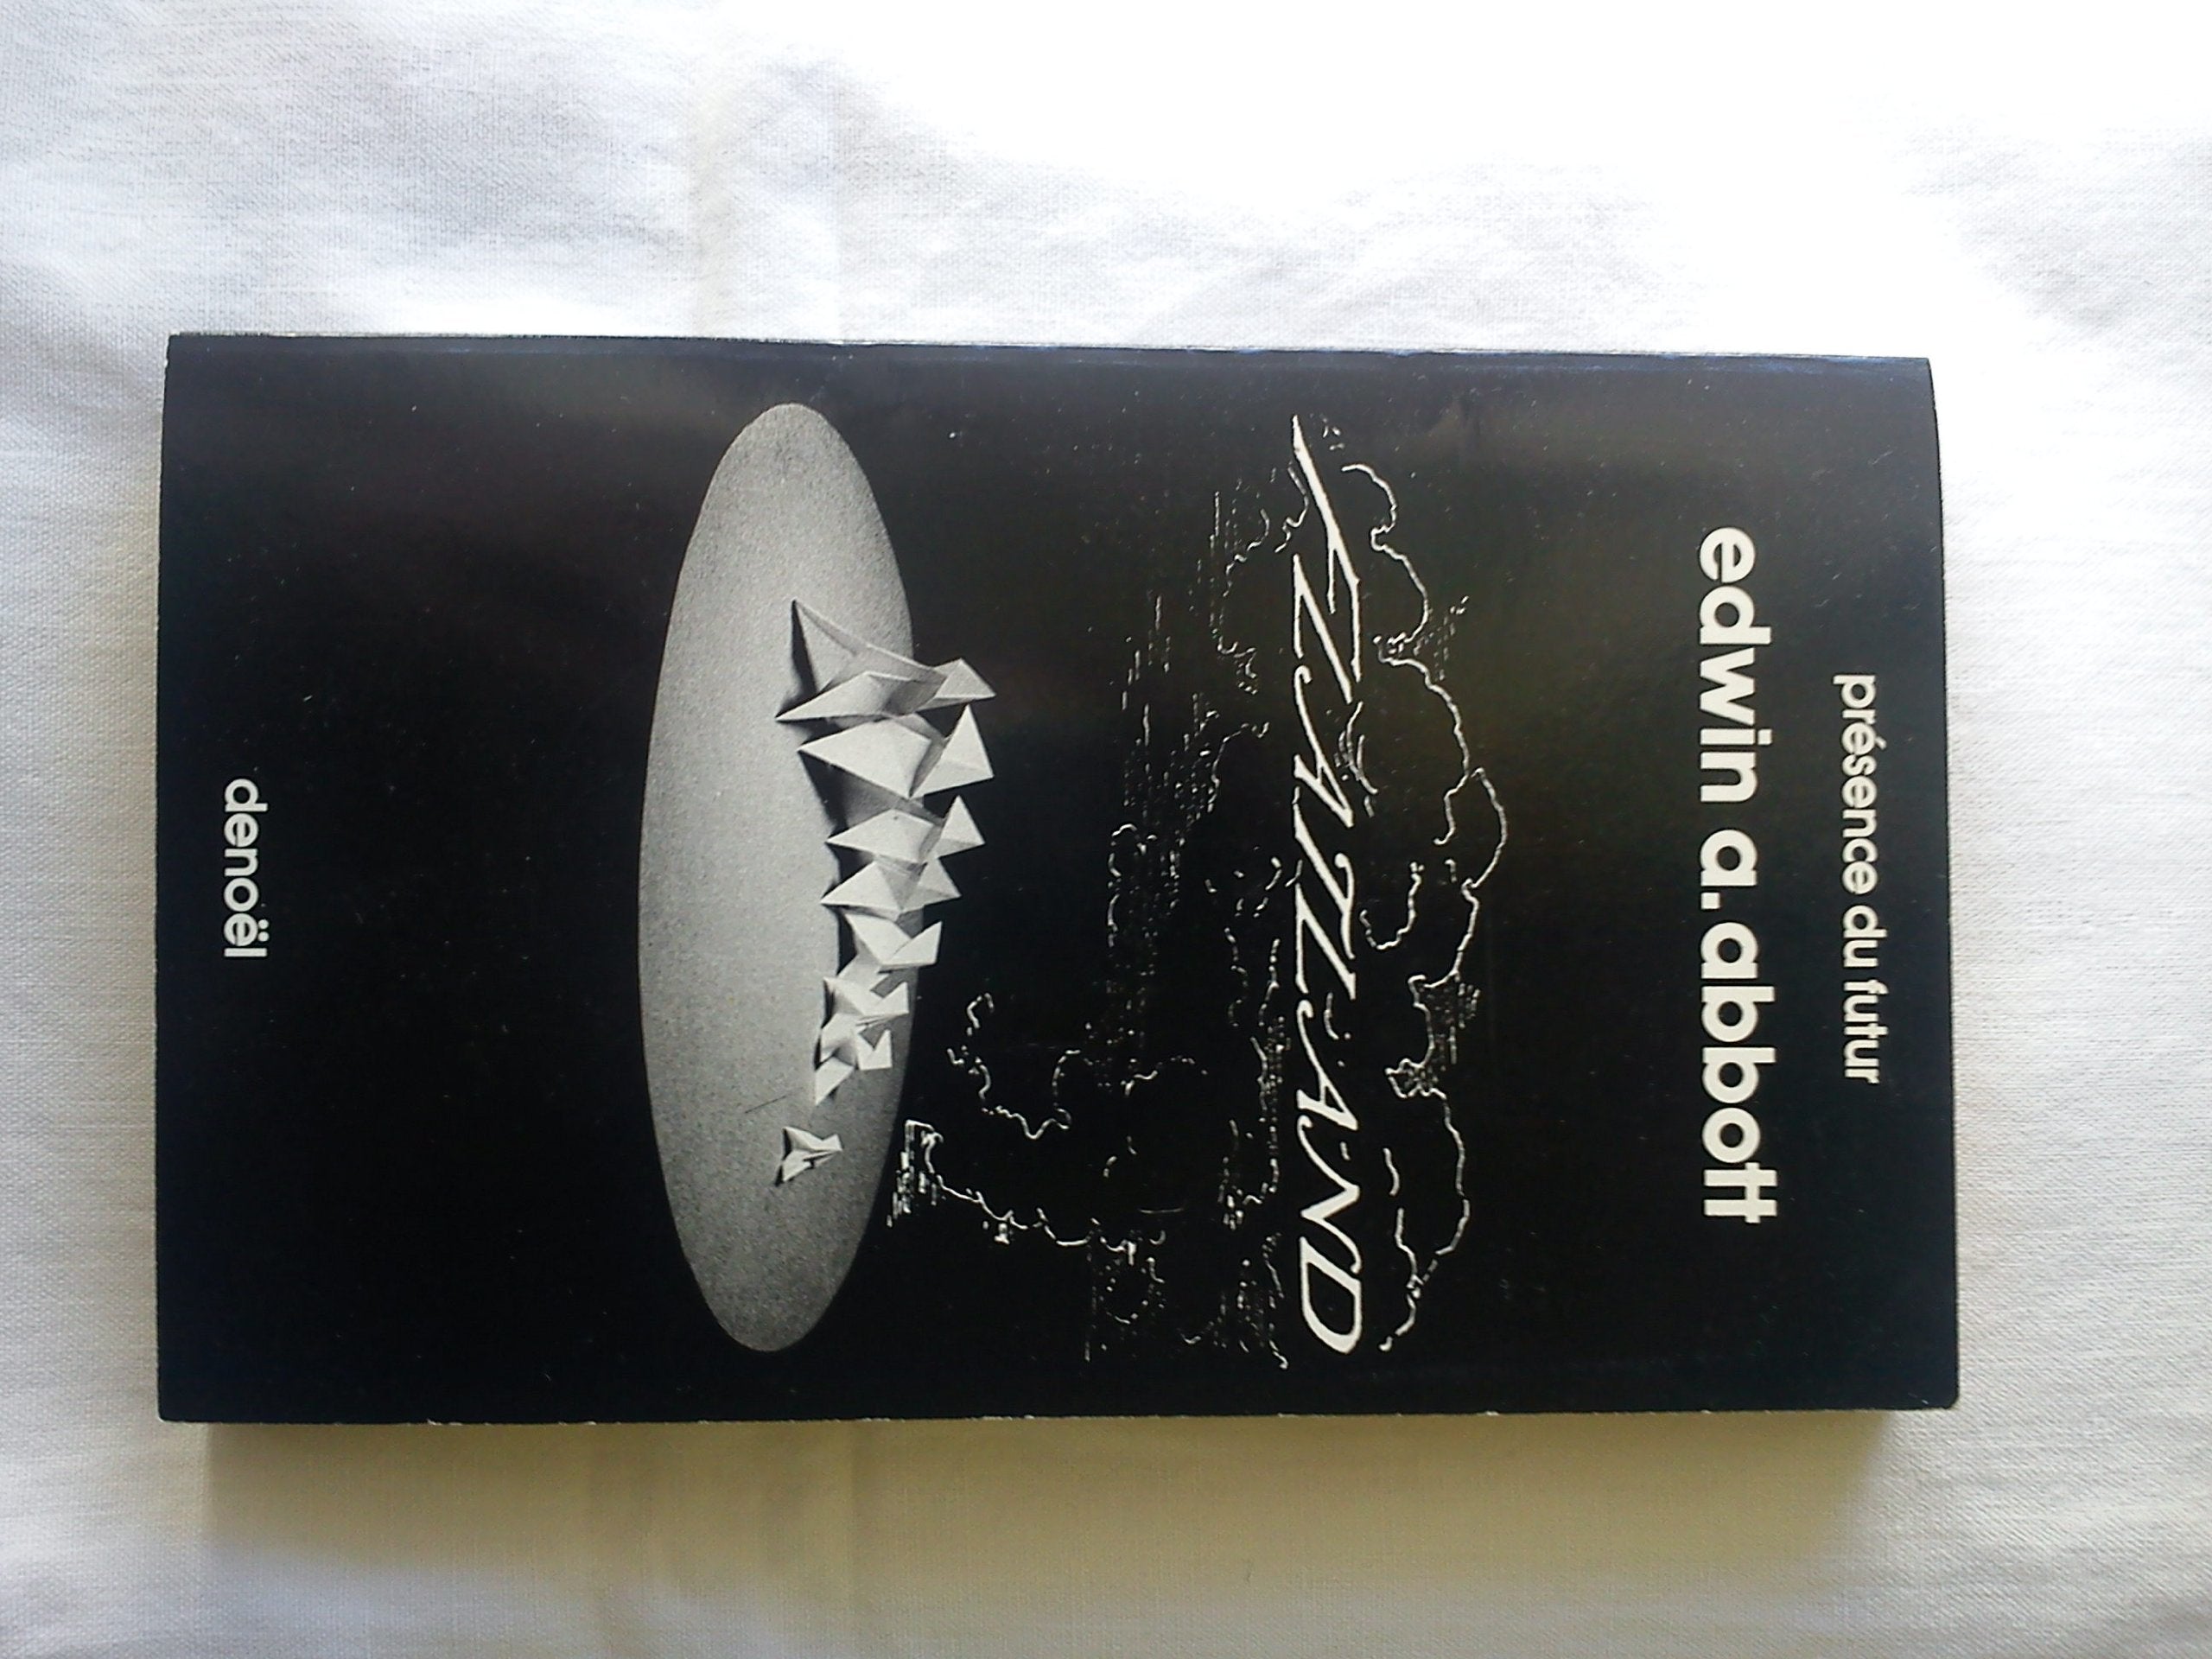 présence du futur
edwin a. abbott
FLATLAND
denoël